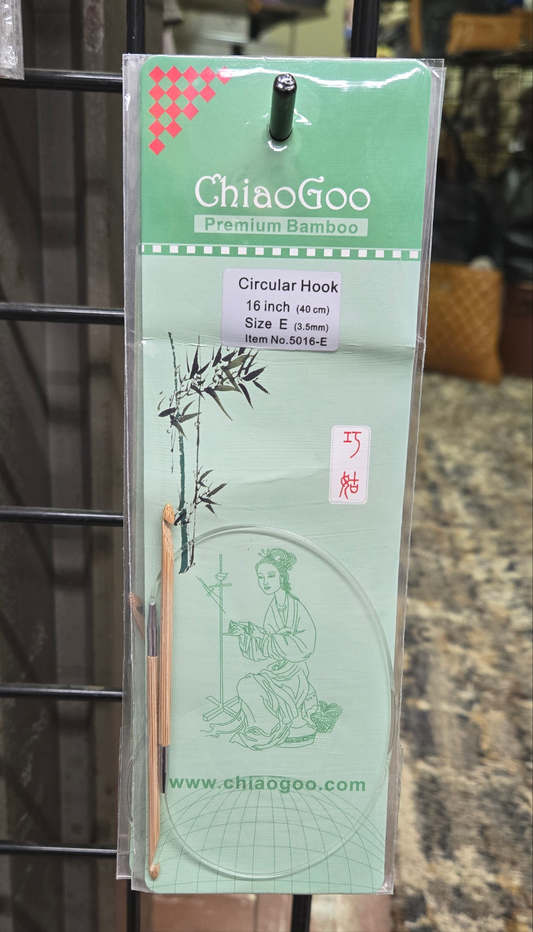 ChiaoGoo
Premium Bamboo
Circular Hook
16 inch (40 cm)
Size E (3.5mm)
Item No.5016-E
巧
姑
www.chiaogoo.com